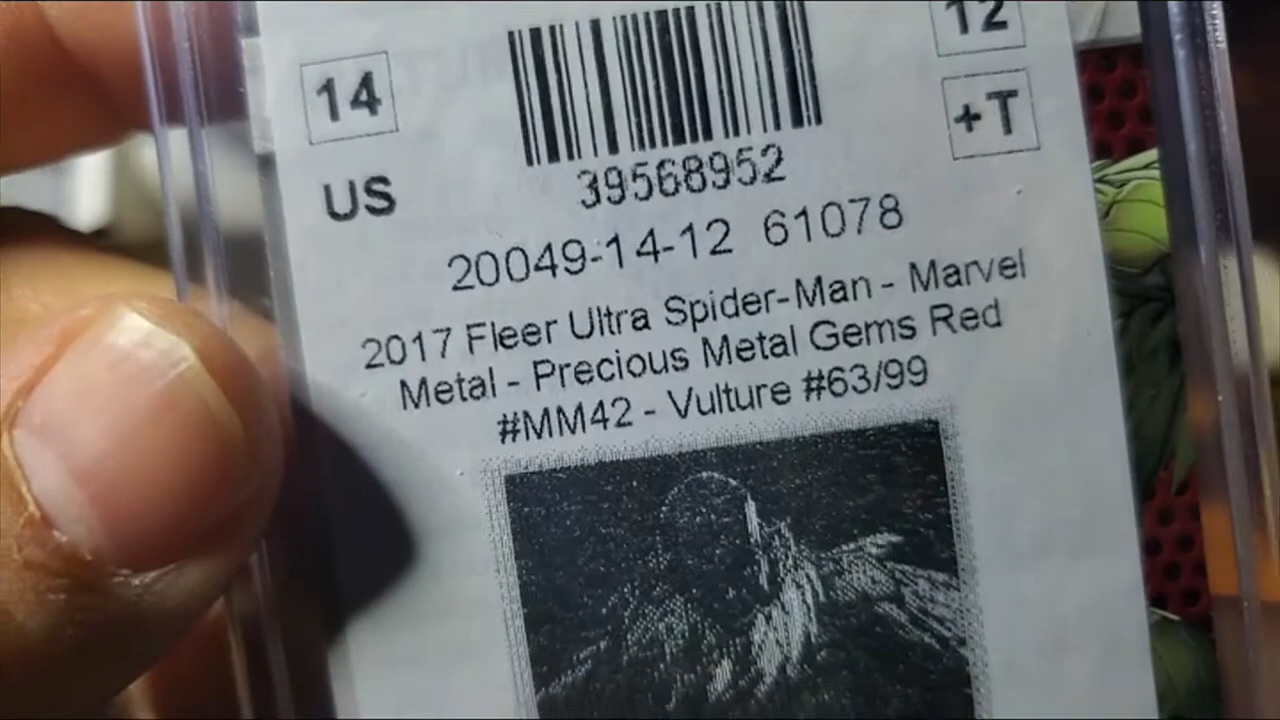 14
12
+T
39568952
US
20049-14-12 61078
2017 Fleer Ultra Spider-Man - Marvel
Metal - Precious Metal Gems Red
#MM42 - Vulture #63/99